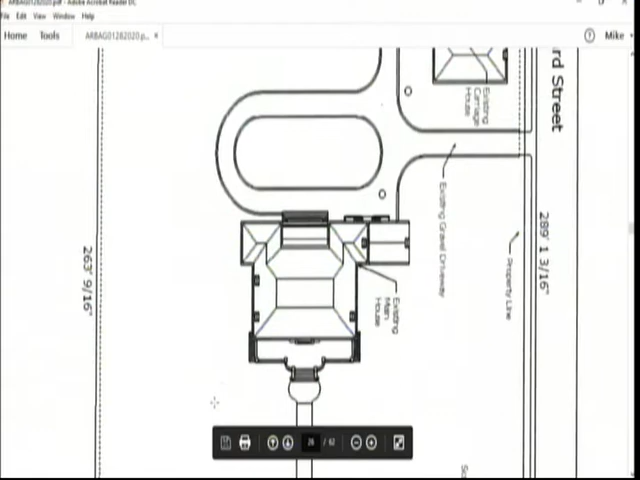 ARBAG01282020.pdf - Adobe Acrobat Reader DC
File Edit View Window Help
Home Tools ARBAG01282020.p... × Mike
rd Street
Existing
Carriage
House
Existing Gravel Driveway
289' 1 3/16"
Property Line
263' 9/16"
Existing
Main
House
26 / 62
Sc